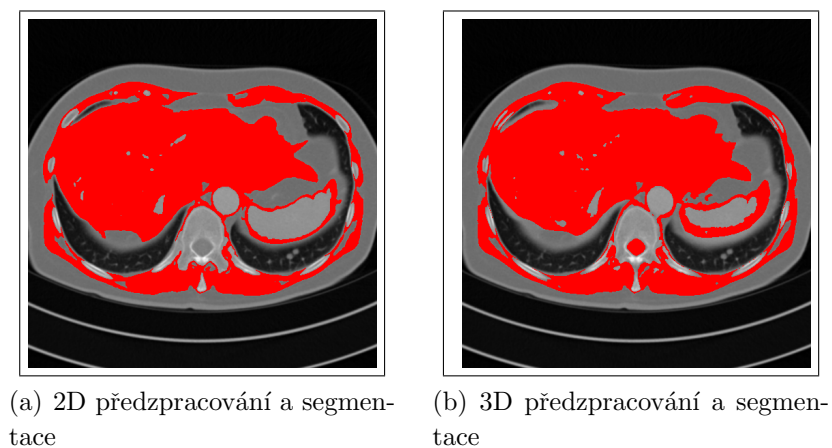 (a) 2D předzpracování a segmen-
tace
(b) 3D předzpracování a segmen-
tace